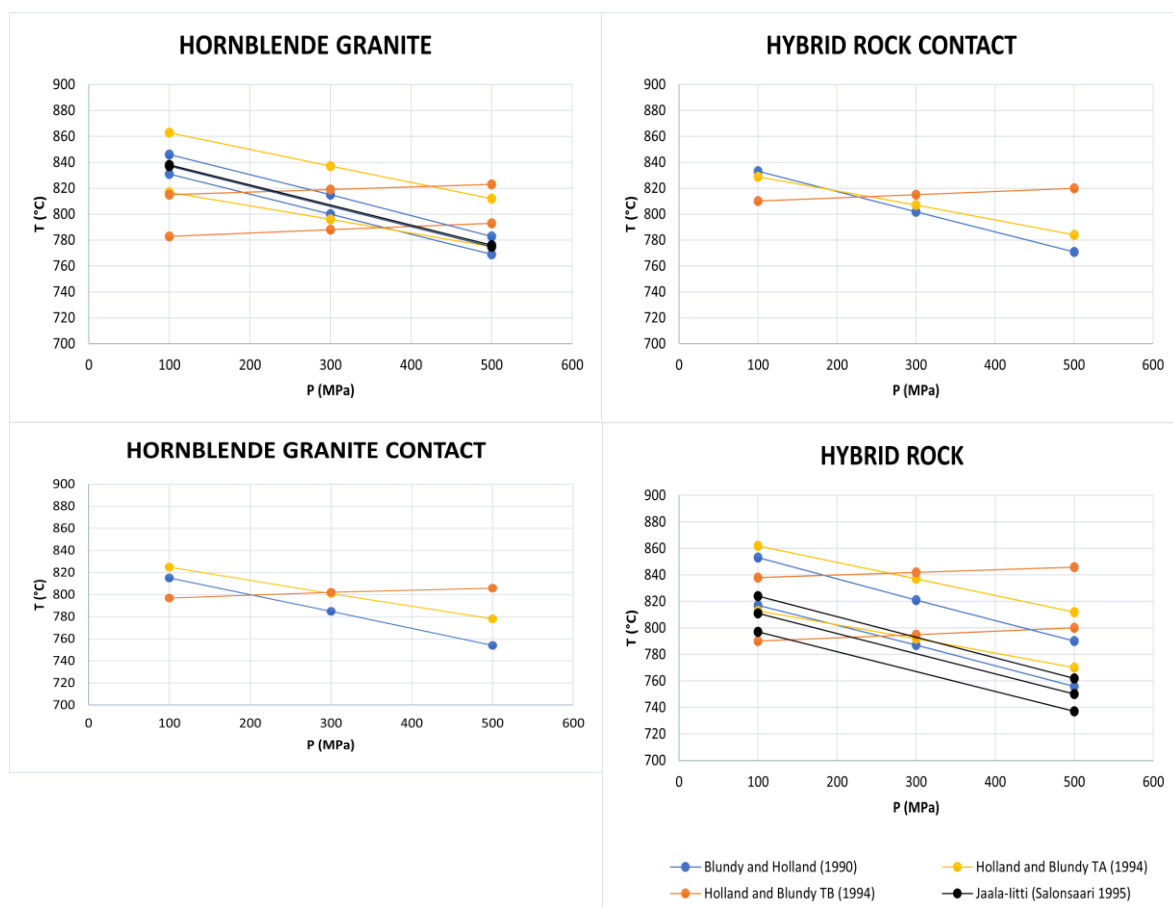 HORNBLENDE GRANITE
900
880
860
840
820
800
780
760
740
720
700
T (°C)
0 100 200 300 400 500 600
P (MPa)
HYBRID ROCK CONTACT
900
880
860
840
820
800
780
760
740
720
700
T (°C)
0 100 200 300 400 500 600
P (MPa)
HORNBLENDE GRANITE CONTACT
900
880
860
840
820
800
780
760
740
720
700
T (°C)
0 100 200 300 400 500 600
P (MPa)
HYBRID ROCK
900
880
860
840
820
800
780
760
740
720
700
T (°C)
0 100 200 300 400 500 600
P (MPa)
Blundy and Holland (1990) Holland and Blundy TA (1994)
Holland and Blundy TB (1994) Jaala-Iitti (Salonsaari 1995)